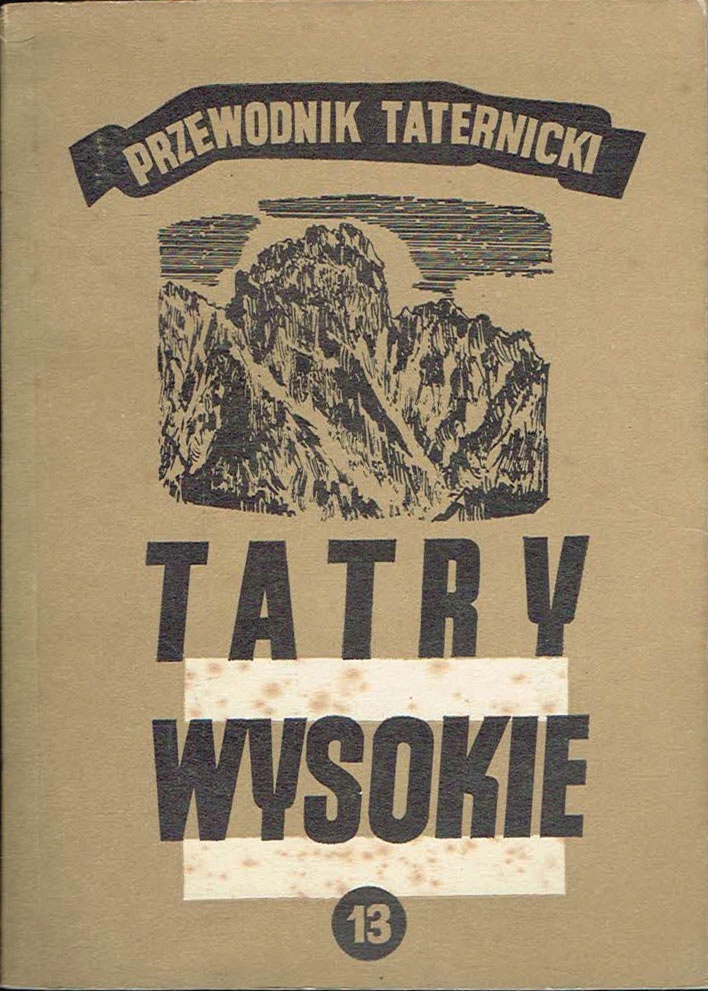 PRZEWODNIK TATERNICKI
TATRY
WYSOKIE
13